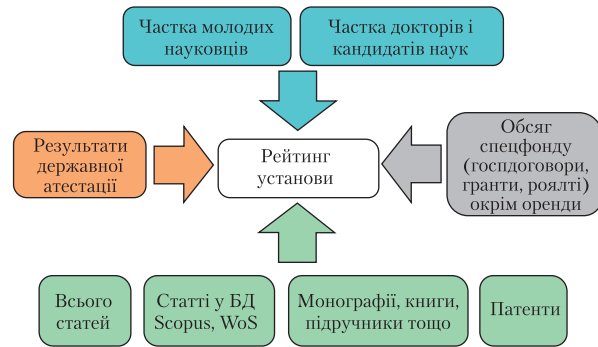 Частка молодих
науковців
Частка докторів і
кандидатів наук
Результати
державної
атестації
Рейтинг
установи
Обсяг
спецфонду
(госпдоговори,
гранти, роялті)
окрім оренди
Всього
статей
Статті у БД
Scopus, WoS
Монографії, книги,
підручники тощо
Патенти